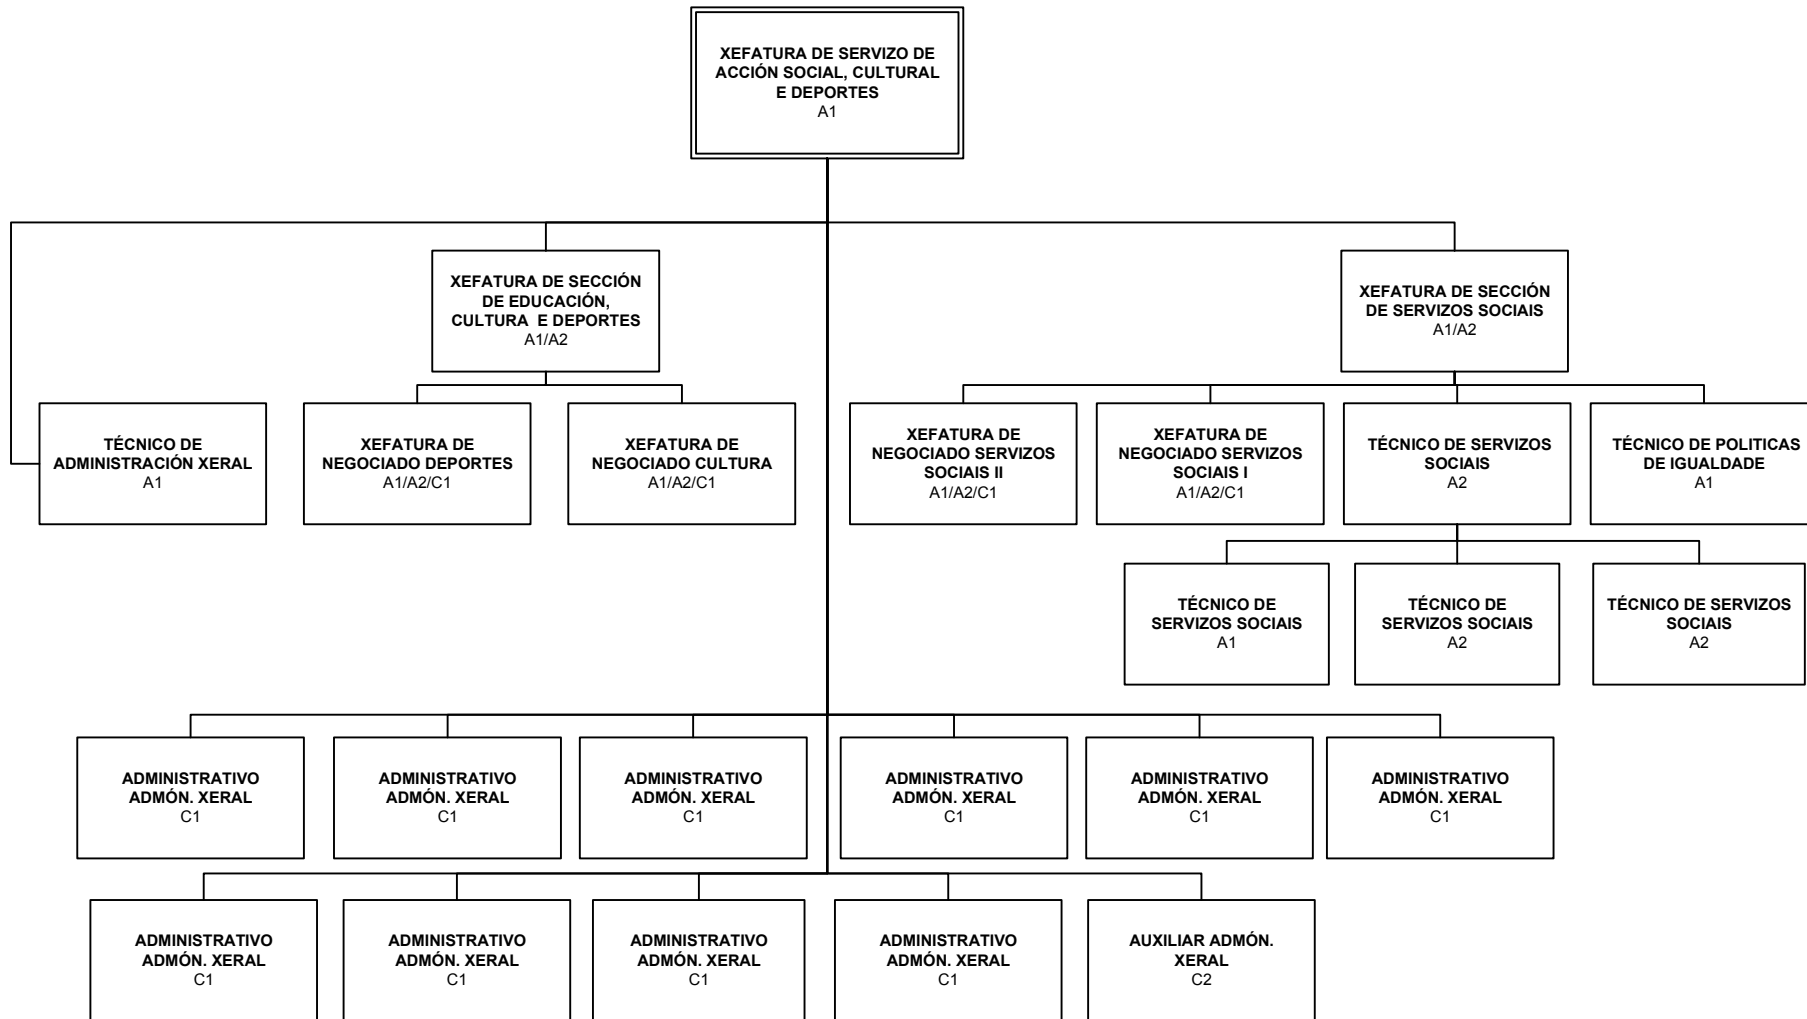 XEFATURA DE SERVIZO DE
ACCIÓN SOCIAL, CULTURAL
E DEPORTES
A1
XEFATURA DE SECCIÓN
DE EDUCACIÓN,
CULTURA E DEPORTES
A1/A2
XEFATURA DE SECCIÓN
DE SERVIZOS SOCIAIS
A1/A2
TÉCNICO DE
ADMINISTRACIÓN XERAL
A1
XEFATURA DE
NEGOCIADO DEPORTES
A1/A2/C1
XEFATURA DE
NEGOCIADO CULTURA
A1/A2/C1
XEFATURA DE
NEGOCIADO SERVIZOS
SOCIAIS II
A1/A2/C1
XEFATURA DE
NEGOCIADO SERVIZOS
SOCIAIS I
A1/A2/C1
TÉCNICO DE SERVIZOS
SOCIAIS
A2
TÉCNICO DE POLITICAS
DE IGUALDADE
A1
TÉCNICO DE
SERVIZOS SOCIAIS
A1
TÉCNICO DE
SERVIZOS SOCIAIS
A2
TÉCNICO DE SERVIZOS
SOCIAIS
A2
ADMINISTRATIVO
ADMÓN. XERAL
C1
ADMINISTRATIVO
ADMÓN. XERAL
C1
ADMINISTRATIVO
ADMÓN. XERAL
C1
ADMINISTRATIVO
ADMÓN. XERAL
C1
ADMINISTRATIVO
ADMÓN. XERAL
C1
ADMINISTRATIVO
ADMÓN. XERAL
C1
ADMINISTRATIVO
ADMÓN. XERAL
C1
ADMINISTRATIVO
ADMÓN. XERAL
C1
ADMINISTRATIVO
ADMÓN. XERAL
C1
ADMINISTRATIVO
ADMÓN. XERAL
C1
AUXILIAR ADMÓN.
XERAL
C2